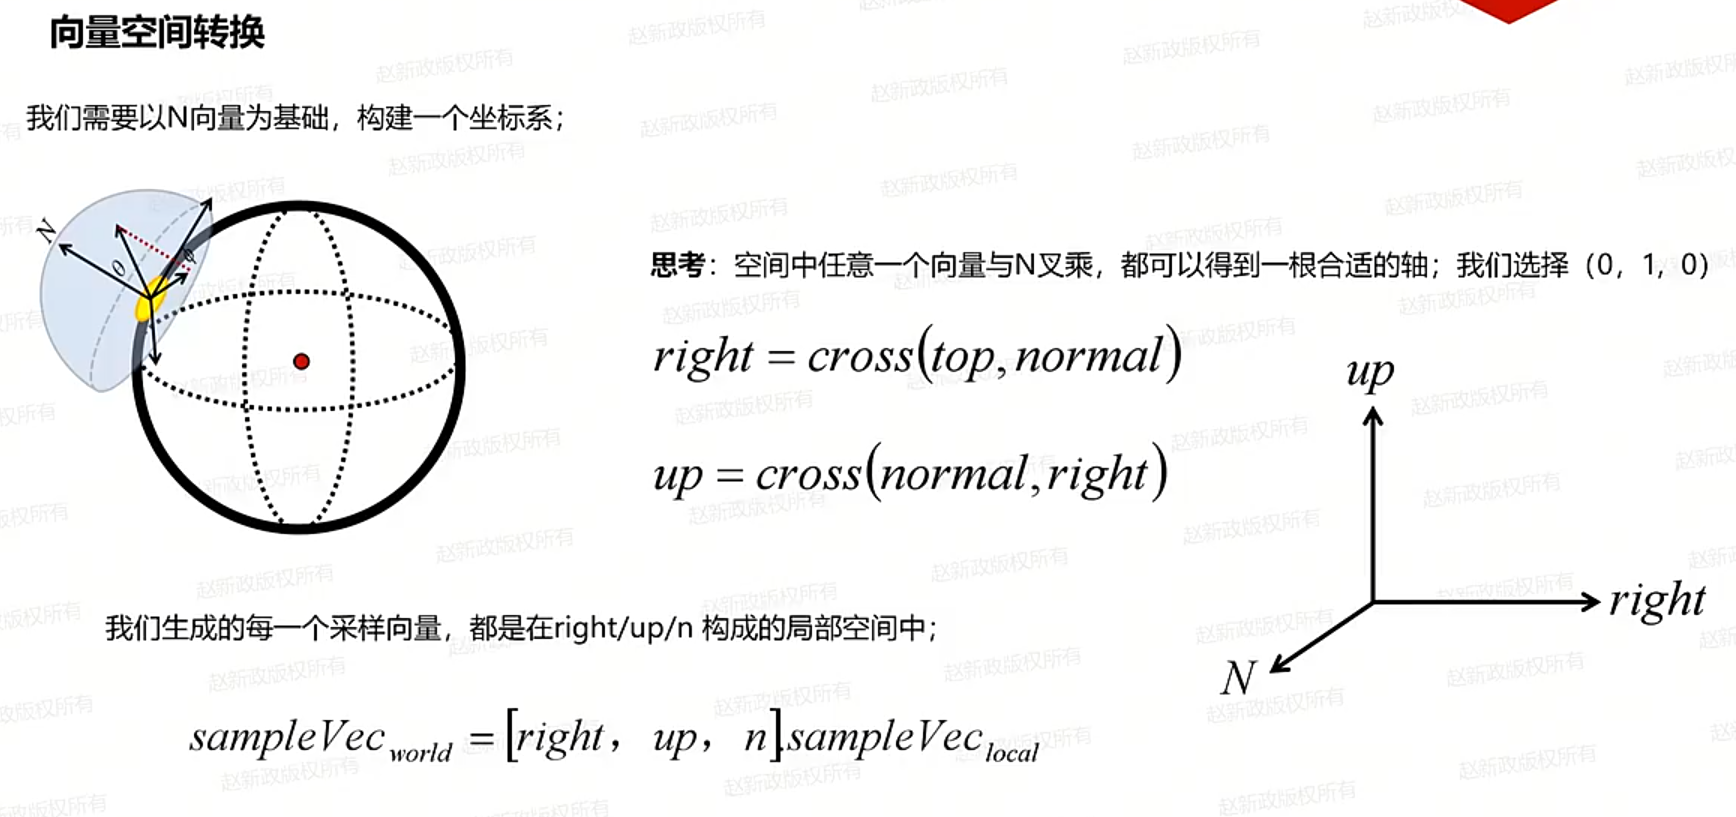 向量空间转换
我们需要以N向量为基础，构建一个坐标系；
N
θ
φ
思考：空间中任意一个向量与N叉乘，都可以得到一根合适的轴；我们选择（0，1，0）
right = cross(top, normal)
up = cross(normal, right)
up
right
N
我们生成的每一个采样向量，都是在right/up/n 构成的局部空间中；
sampleVec_world = [right， up， n].sampleVec_local
赵新政版权所有